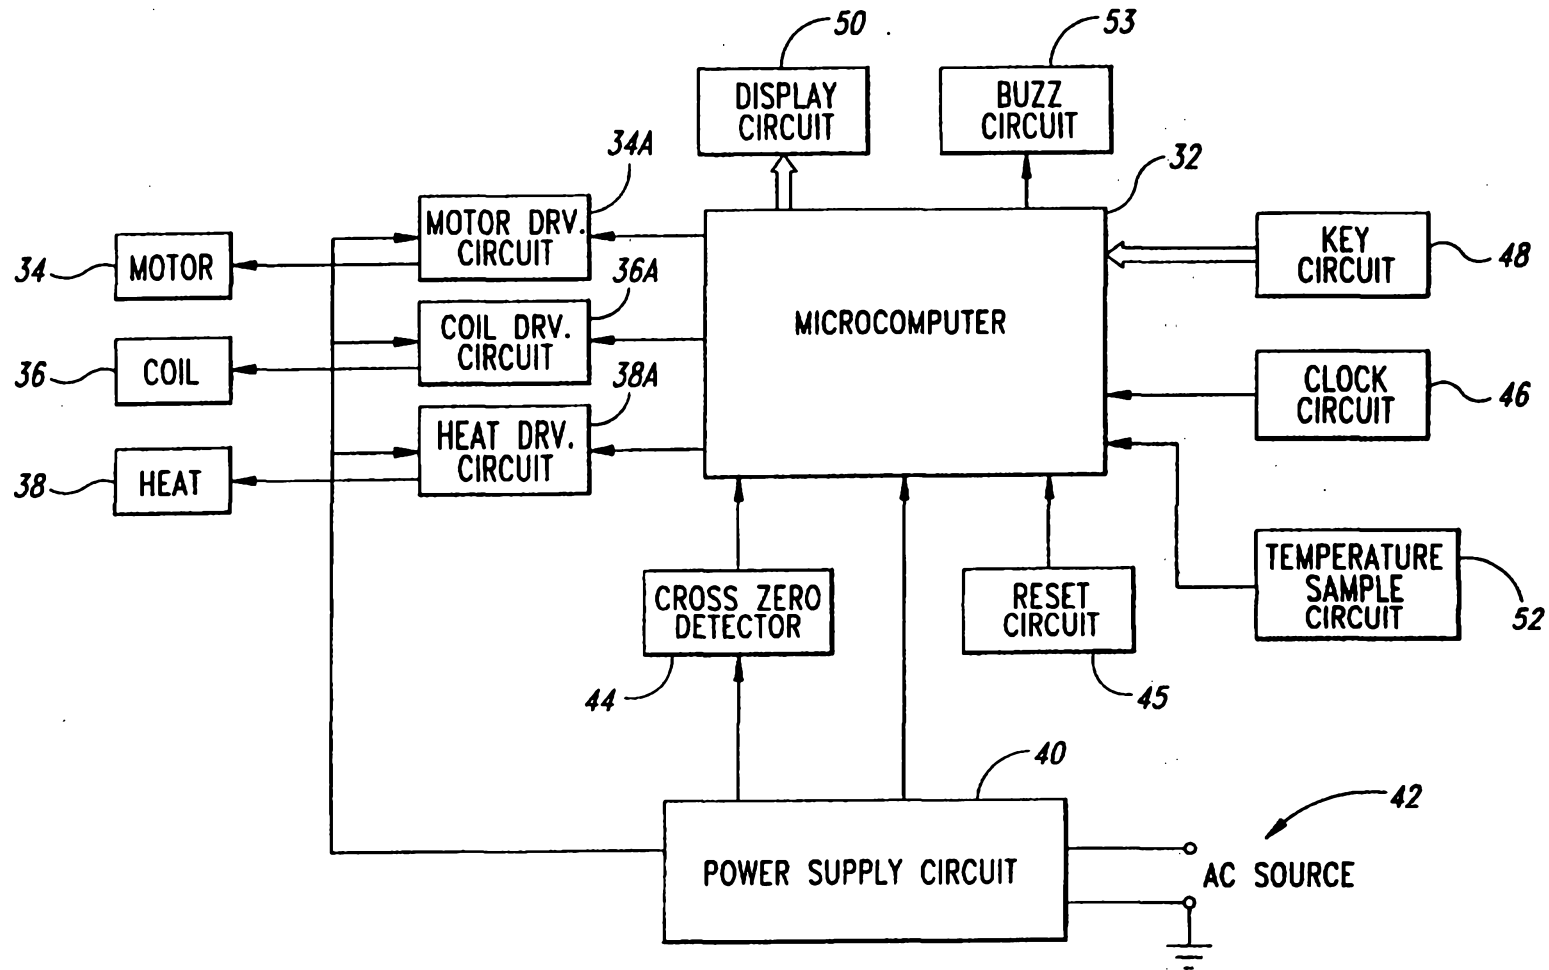 50
53
DISPLAY
CIRCUIT
BUZZ
CIRCUIT
34A
32
MOTOR DRV.
CIRCUIT
KEY
CIRCUIT
48
34
MOTOR
36A
COIL DRV.
CIRCUIT
MICROCOMPUTER
36
COIL
38A
CLOCK
CIRCUIT
46
HEAT DRV.
CIRCUIT
38
HEAT
CROSS ZERO
DETECTOR
RESET
CIRCUIT
TEMPERATURE
SAMPLE
CIRCUIT
52
44
45
40
42
POWER SUPPLY CIRCUIT
AC SOURCE